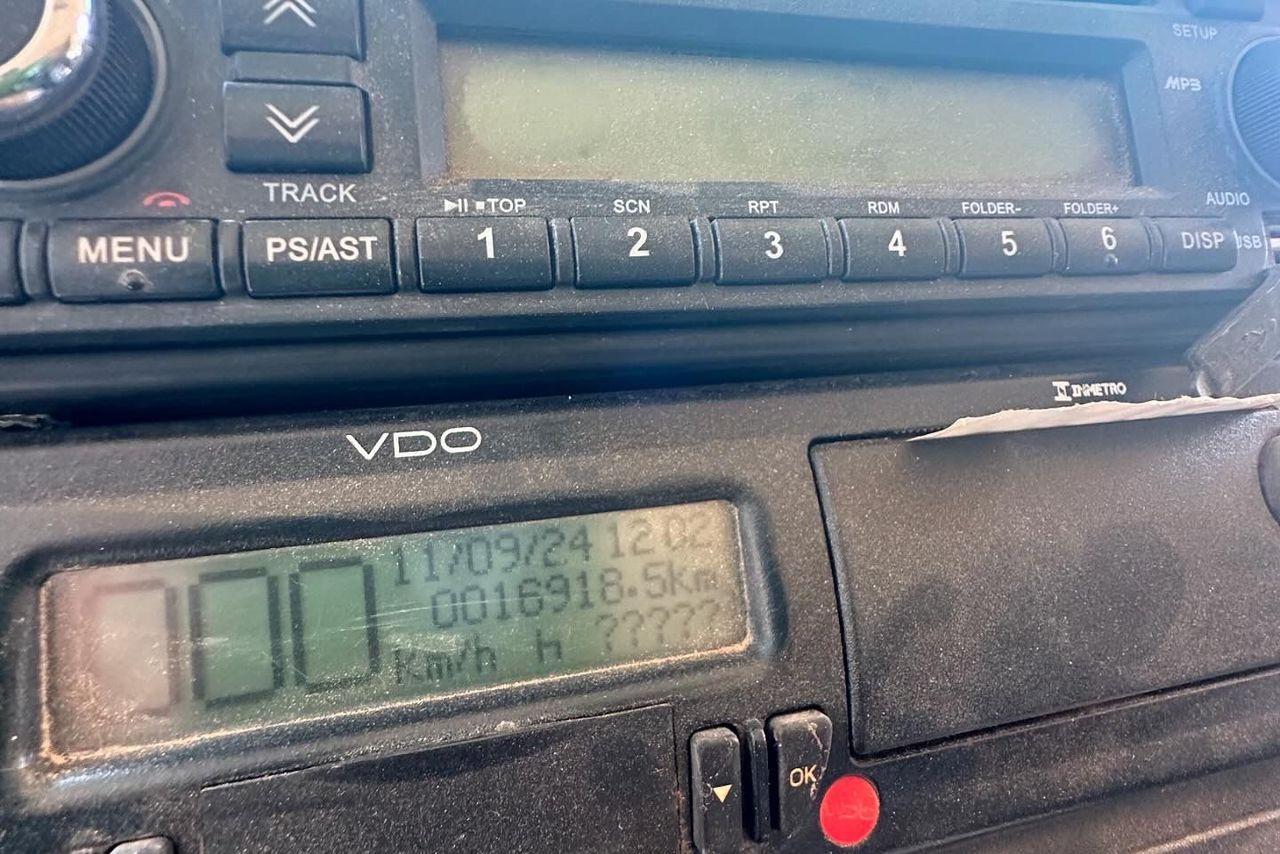 SETUP
MP3
TRACK
▶II ■TOP SCN RPT RDM FOLDER- FOLDER+ AUDIO
MENU PS/AST 1 2 3 4 5 6 DISP USB
INMETRO
VDO
11/09/24 12 02
000 0016918.5km
Km/h h ????
OK